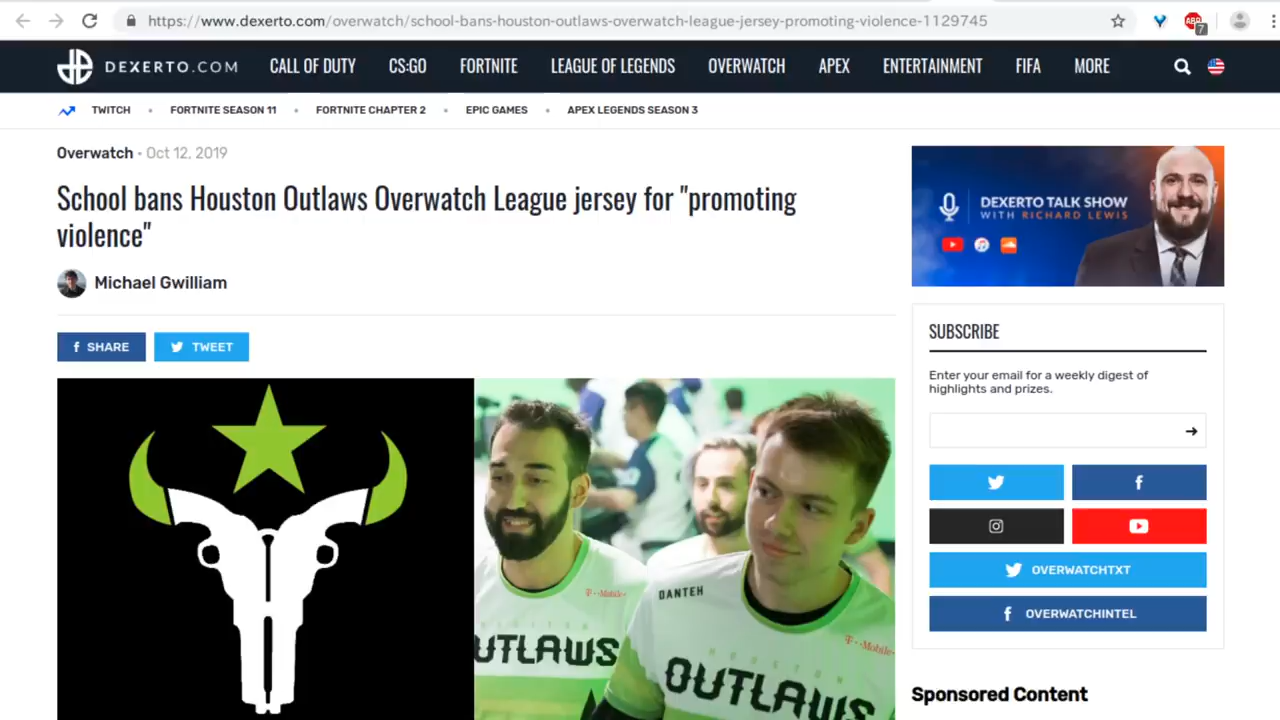 https://www.dexerto.com/overwatch/school-bans-houston-outlaws-overwatch-league-jersey-promoting-violence-1129745
ABP
7
DEXERTO.COM
CALL OF DUTY
CS:GO
FORTNITE
LEAGUE OF LEGENDS
OVERWATCH
APEX
ENTERTAINMENT
FIFA
MORE
TWITCH
FORTNITE SEASON 11
FORTNITE CHAPTER 2
EPIC GAMES
APEX LEGENDS SEASON 3
Overwatch • Oct 12, 2019
School bans Houston Outlaws Overwatch League jersey for "promoting
violence"
Michael Gwilliam
SHARE
TWEET
T-Mobile
OUTLAWS
DANTEH
T-Mobile
HOUSTON
OUTLAWS
DEXERTO TALK SHOW
WITH RICHARD LEWIS
SUBSCRIBE
Enter your email for a weekly digest of
highlights and prizes.
OVERWATCHTXT
OVERWATCHINTEL
Sponsored Content